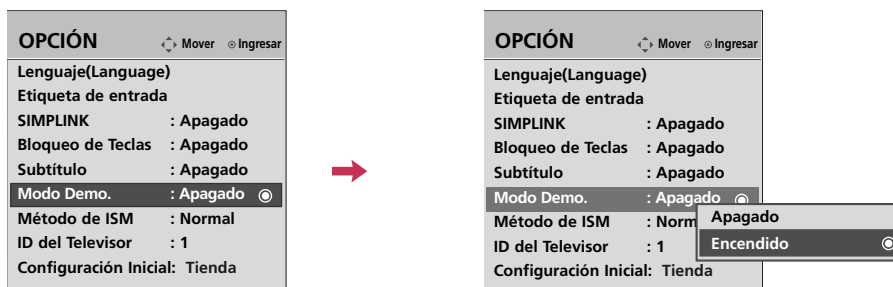 OPCIÓN Mover Ingresar
Lenguaje(Language)
Etiqueta de entrada
SIMPLINK : Apagado
Bloqueo de Teclas : Apagado
Subtítulo : Apagado
Modo Demo. : Apagado
Método de ISM : Normal
ID del Televisor : 1
Configuración Inicial: Tienda
OPCIÓN Mover Ingresar
Lenguaje(Language)
Etiqueta de entrada
SIMPLINK : Apagado
Bloqueo de Teclas : Apagado
Subtítulo : Apagado
Modo Demo. : Apagado
Método de ISM : Norm
ID del Televisor : 1
Configuración Inicial: Tienda
Apagado
Encendido